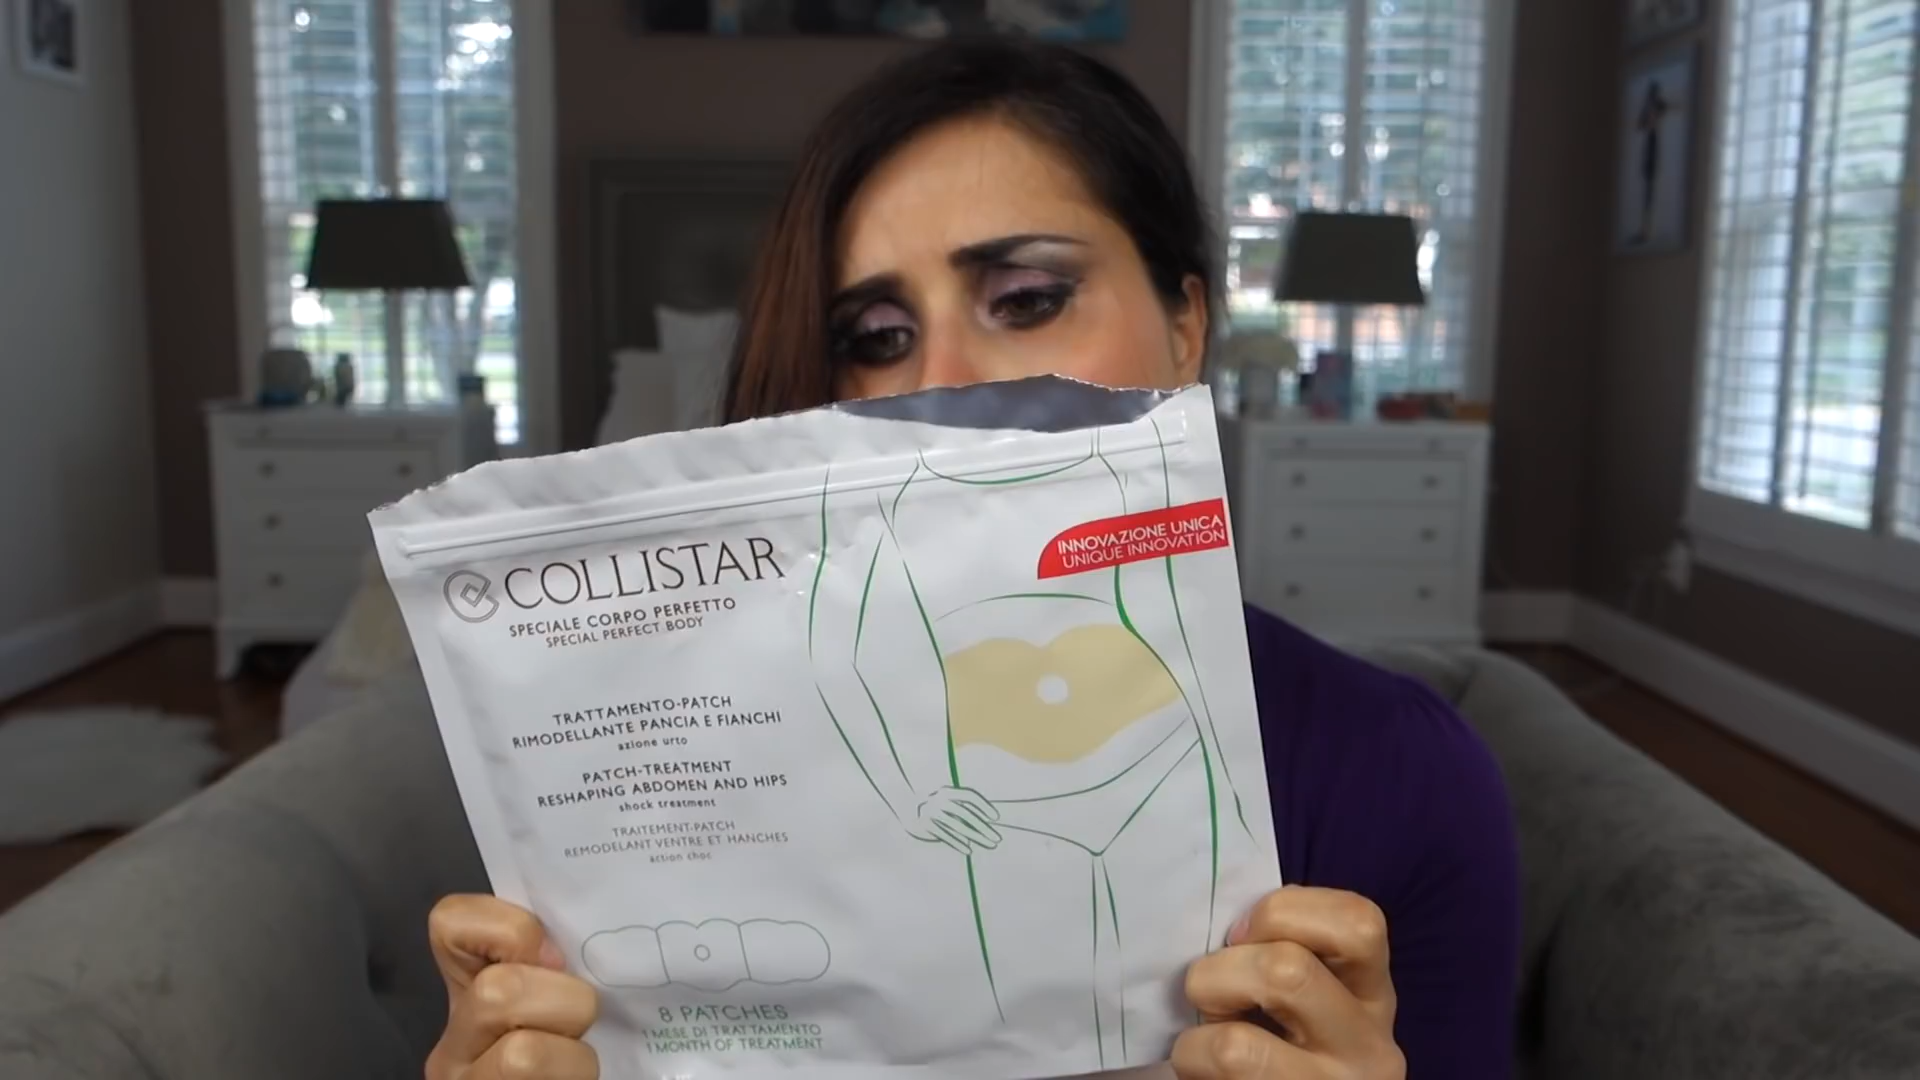 COLLISTAR
SPECIALE CORPO PERFETTO
SPECIAL PERFECT BODY
INNOVAZIONE UNICA
UNIQUE INNOVATION
TRATTAMENTO-PATCH
RIMODELLANTE PANCIA E FIANCHI
azione urto
PATCH-TREATMENT
RESHAPING ABDOMEN AND HIPS
shock treatment
TRAITEMENT-PATCH
REMODELANT VENTRE ET HANCHES
action choc
8 PATCHES
1 MESE DI TRATTAMENTO
1 MONTH OF TREATMENT